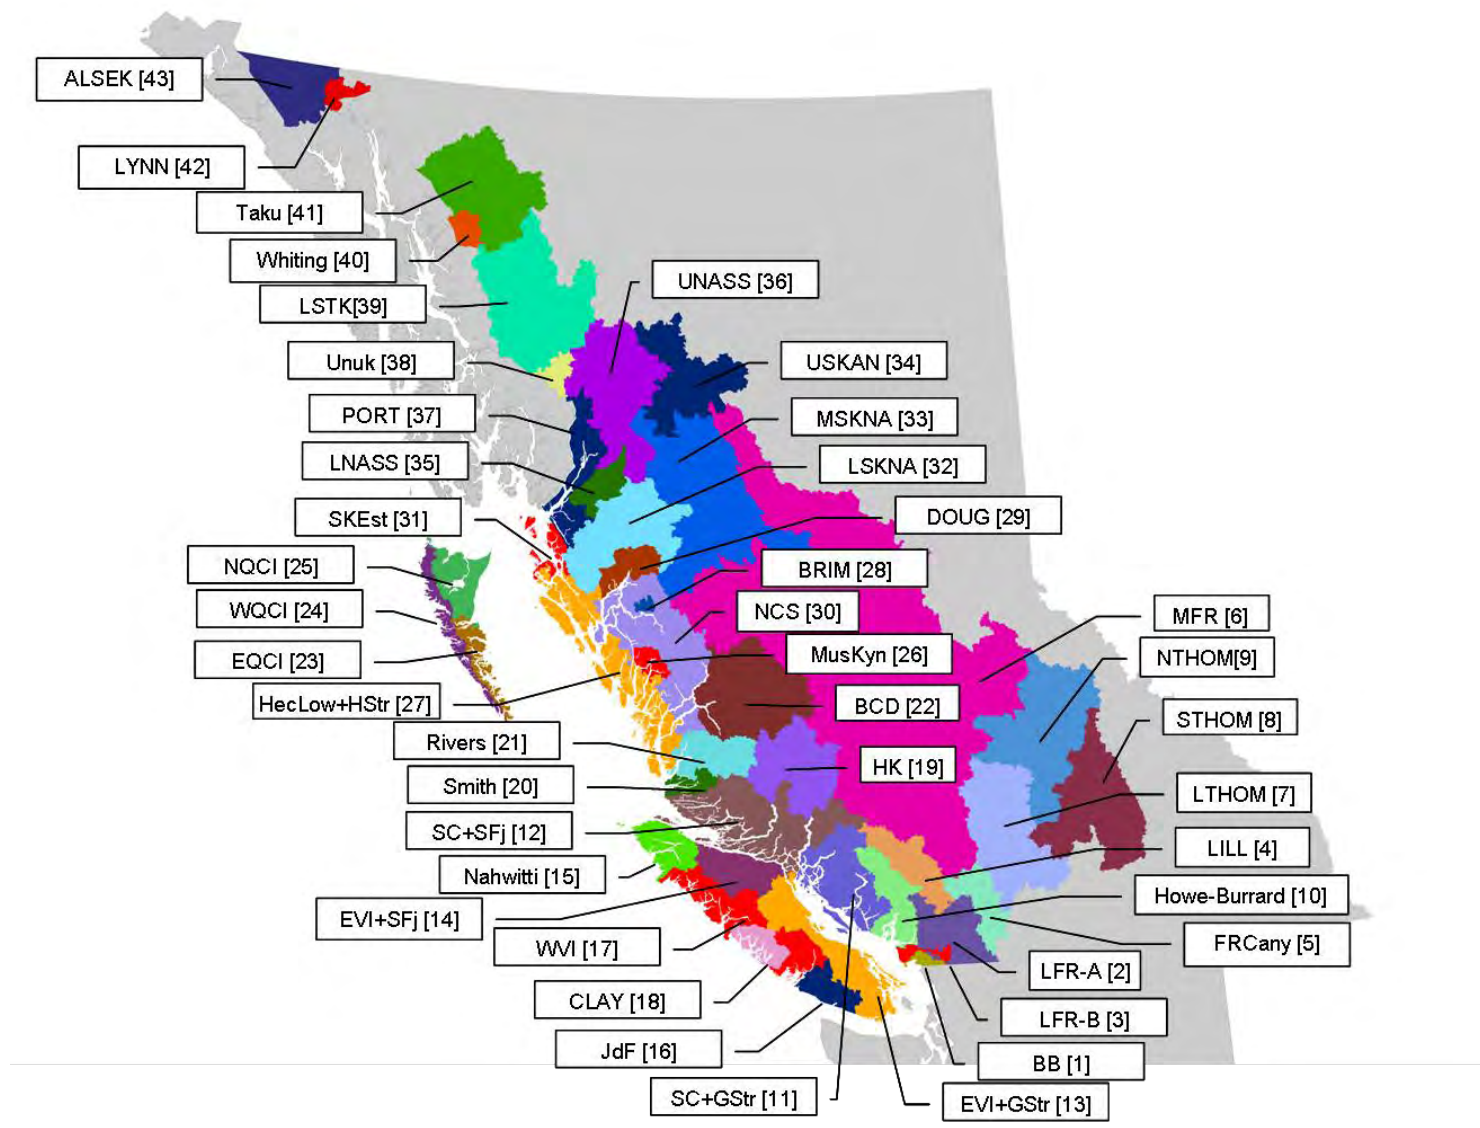 ALSEK [43]
LYNN [42]
Taku [41]
Whiting [40]
UNASS [36]
LSTK[39]
Unuk [38]
USKAN [34]
PORT [37]
MSKNA [33]
LNASS [35]
LSKNA [32]
SKEst [31]
DOUG [29]
NQCI [25]
BRIM [28]
WQCI [24]
NCS [30]
MFR [6]
EQCI [23]
MusKyn [26]
NTHOM[9]
HecLow+HStr [27]
BCD [22]
STHOM [8]
Rivers [21]
HK [19]
Smith [20]
LTHOM [7]
SC+SFj [12]
LILL [4]
Nahwitti [15]
Howe-Burrard [10]
EVI+SFj [14]
WVI [17]
FRCany [5]
LFR-A [2]
CLAY [18]
LFR-B [3]
JdF [16]
BB [1]
SC+GStr [11]
EVI+GStr [13]